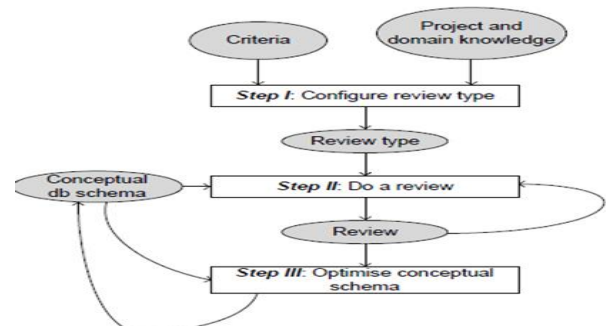 Criteria
Project and
domain knowledge
Step I: Configure review type
Review type
Conceptual
db schema
Step II: Do a review
Review
Step III: Optimise conceptual
schema